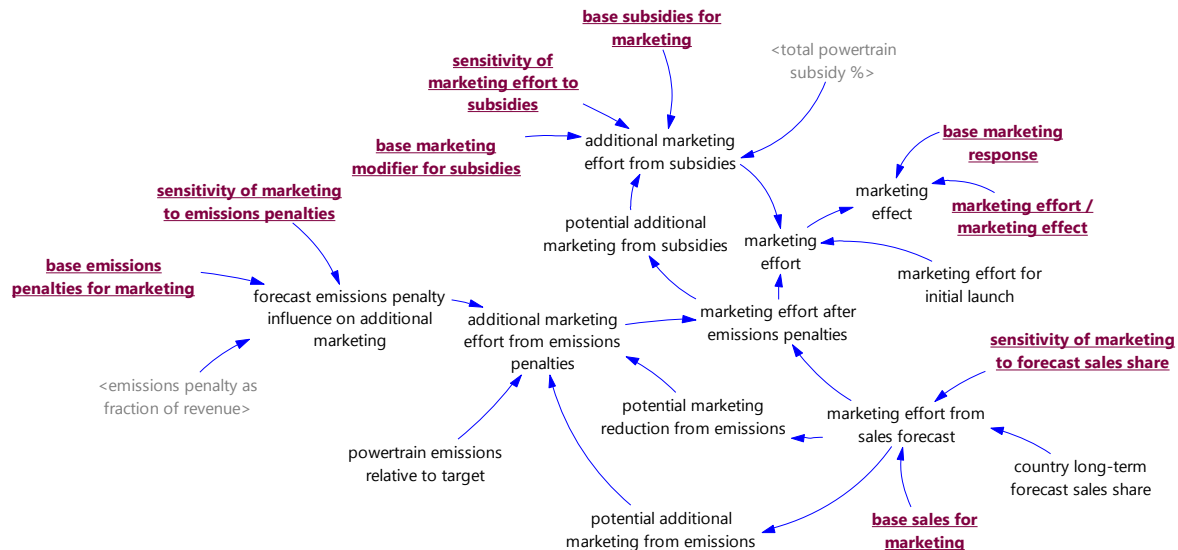 base subsidies for
marketing
<total powertrain
subsidy %>
sensitivity of
marketing effort to
subsidies
base marketing
modifier for subsidies
additional marketing
effort from subsidies
base marketing
response
sensitivity of marketing
to emissions penalties
marketing
effect
marketing effort /
marketing effect
potential additional
marketing from subsidies
marketing
effort
marketing effort for
initial launch
base emissions
penalties for marketing
forecast emissions penalty
influence on additional
marketing
additional marketing
effort from emissions
penalties
marketing effort after
emissions penalties
sensitivity of marketing
to forecast sales share
<emissions penalty as
fraction of revenue>
potential marketing
reduction from emissions
marketing effort from
sales forecast
powertrain emissions
relative to target
country long-term
forecast sales share
potential additional
marketing from emissions
base sales for
marketing